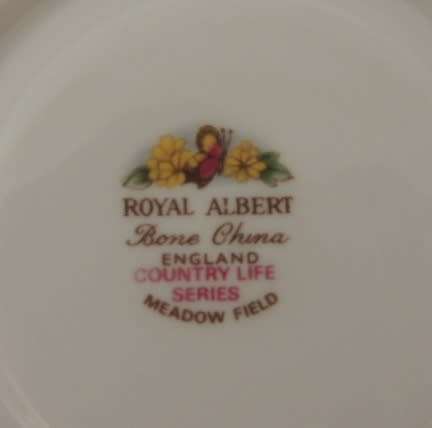 ROYAL ALBERT
Bone China
ENGLAND
COUNTRY LIFE
SERIES
MEADOW FIELD